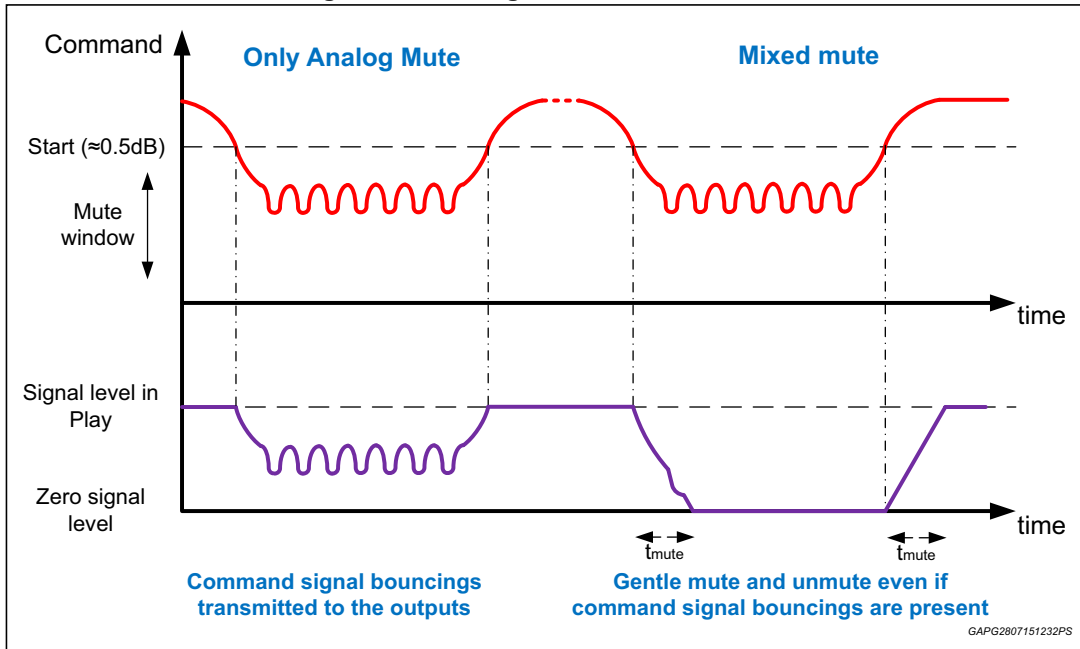 Command
Only Analog Mute
Mixed mute
Start (≈0.5dB)
Mute
window
time
Signal level in
Play
Zero signal
level
time
tmute
tmute
Command signal bouncings
transmitted to the outputs
Gentle mute and unmute even if
command signal bouncings are present
GAPG2807151232PS